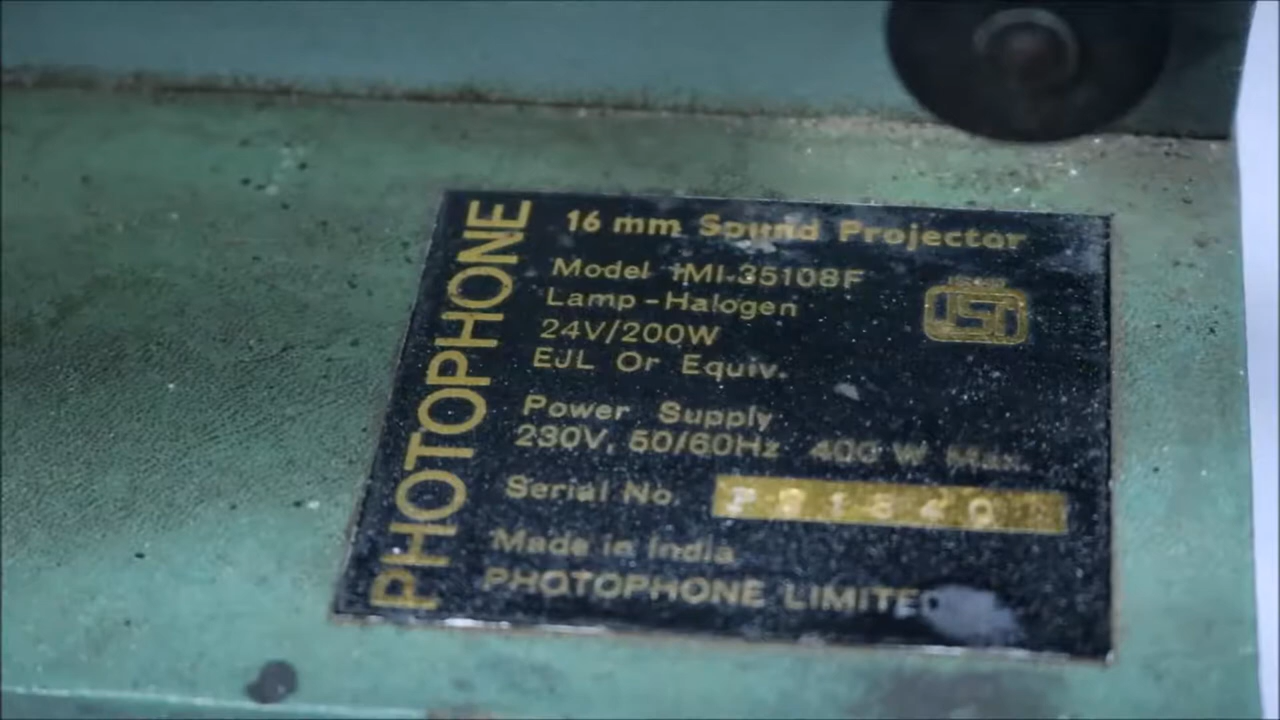 PHOTOPHONE
16 mm Sound Projector
Model IMI-35108F
Lamp-Halogen
24V/200W
EJL Or Equiv.
ISI
Power Supply
230V, 50/60Hz 400 W Max.
Serial No.
Made in India
PHOTOPHONE LIMITE